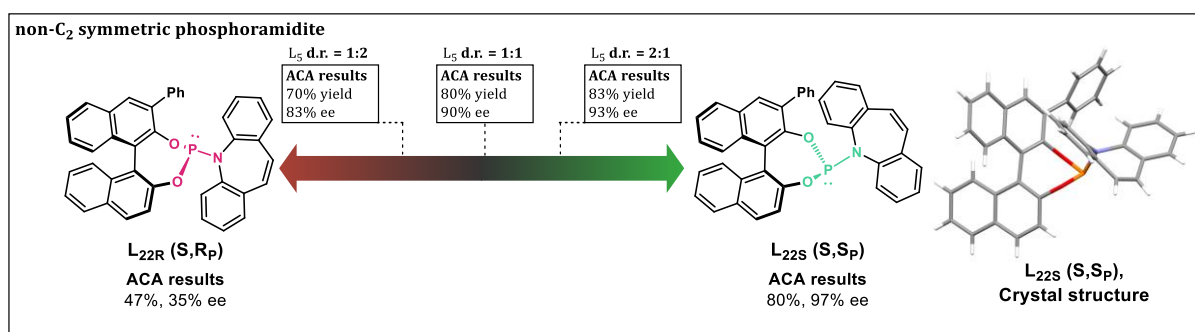 non-C₂ symmetric phosphoramidite
L₅ d.r. = 1:2
ACA results
70% yield
83% ee
L₅ d.r. = 1:1
ACA results
80% yield
90% ee
L₅ d.r. = 2:1
ACA results
83% yield
93% ee
Ph
O
P
N
O
L₂₂R (S,Rₚ)
ACA results
47%, 35% ee
Ph
O
P
N
O
L₂₂S (S,Sₚ)
ACA results
80%, 97% ee
L₂₂S (S,Sₚ),
Crystal structure